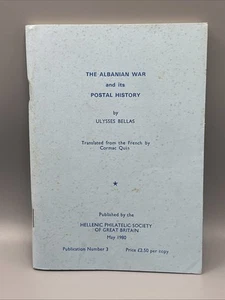 THE ALBANIAN WAR
and its
POSTAL HISTORY
by
ULYSSES BELLAS
Translated from the French by
Cormac Quin
Published by the
HELLENIC PHILATELIC SOCIETY
OF GREAT BRITAIN
May 1980
Publication Number 3 Price £3.50 per copy